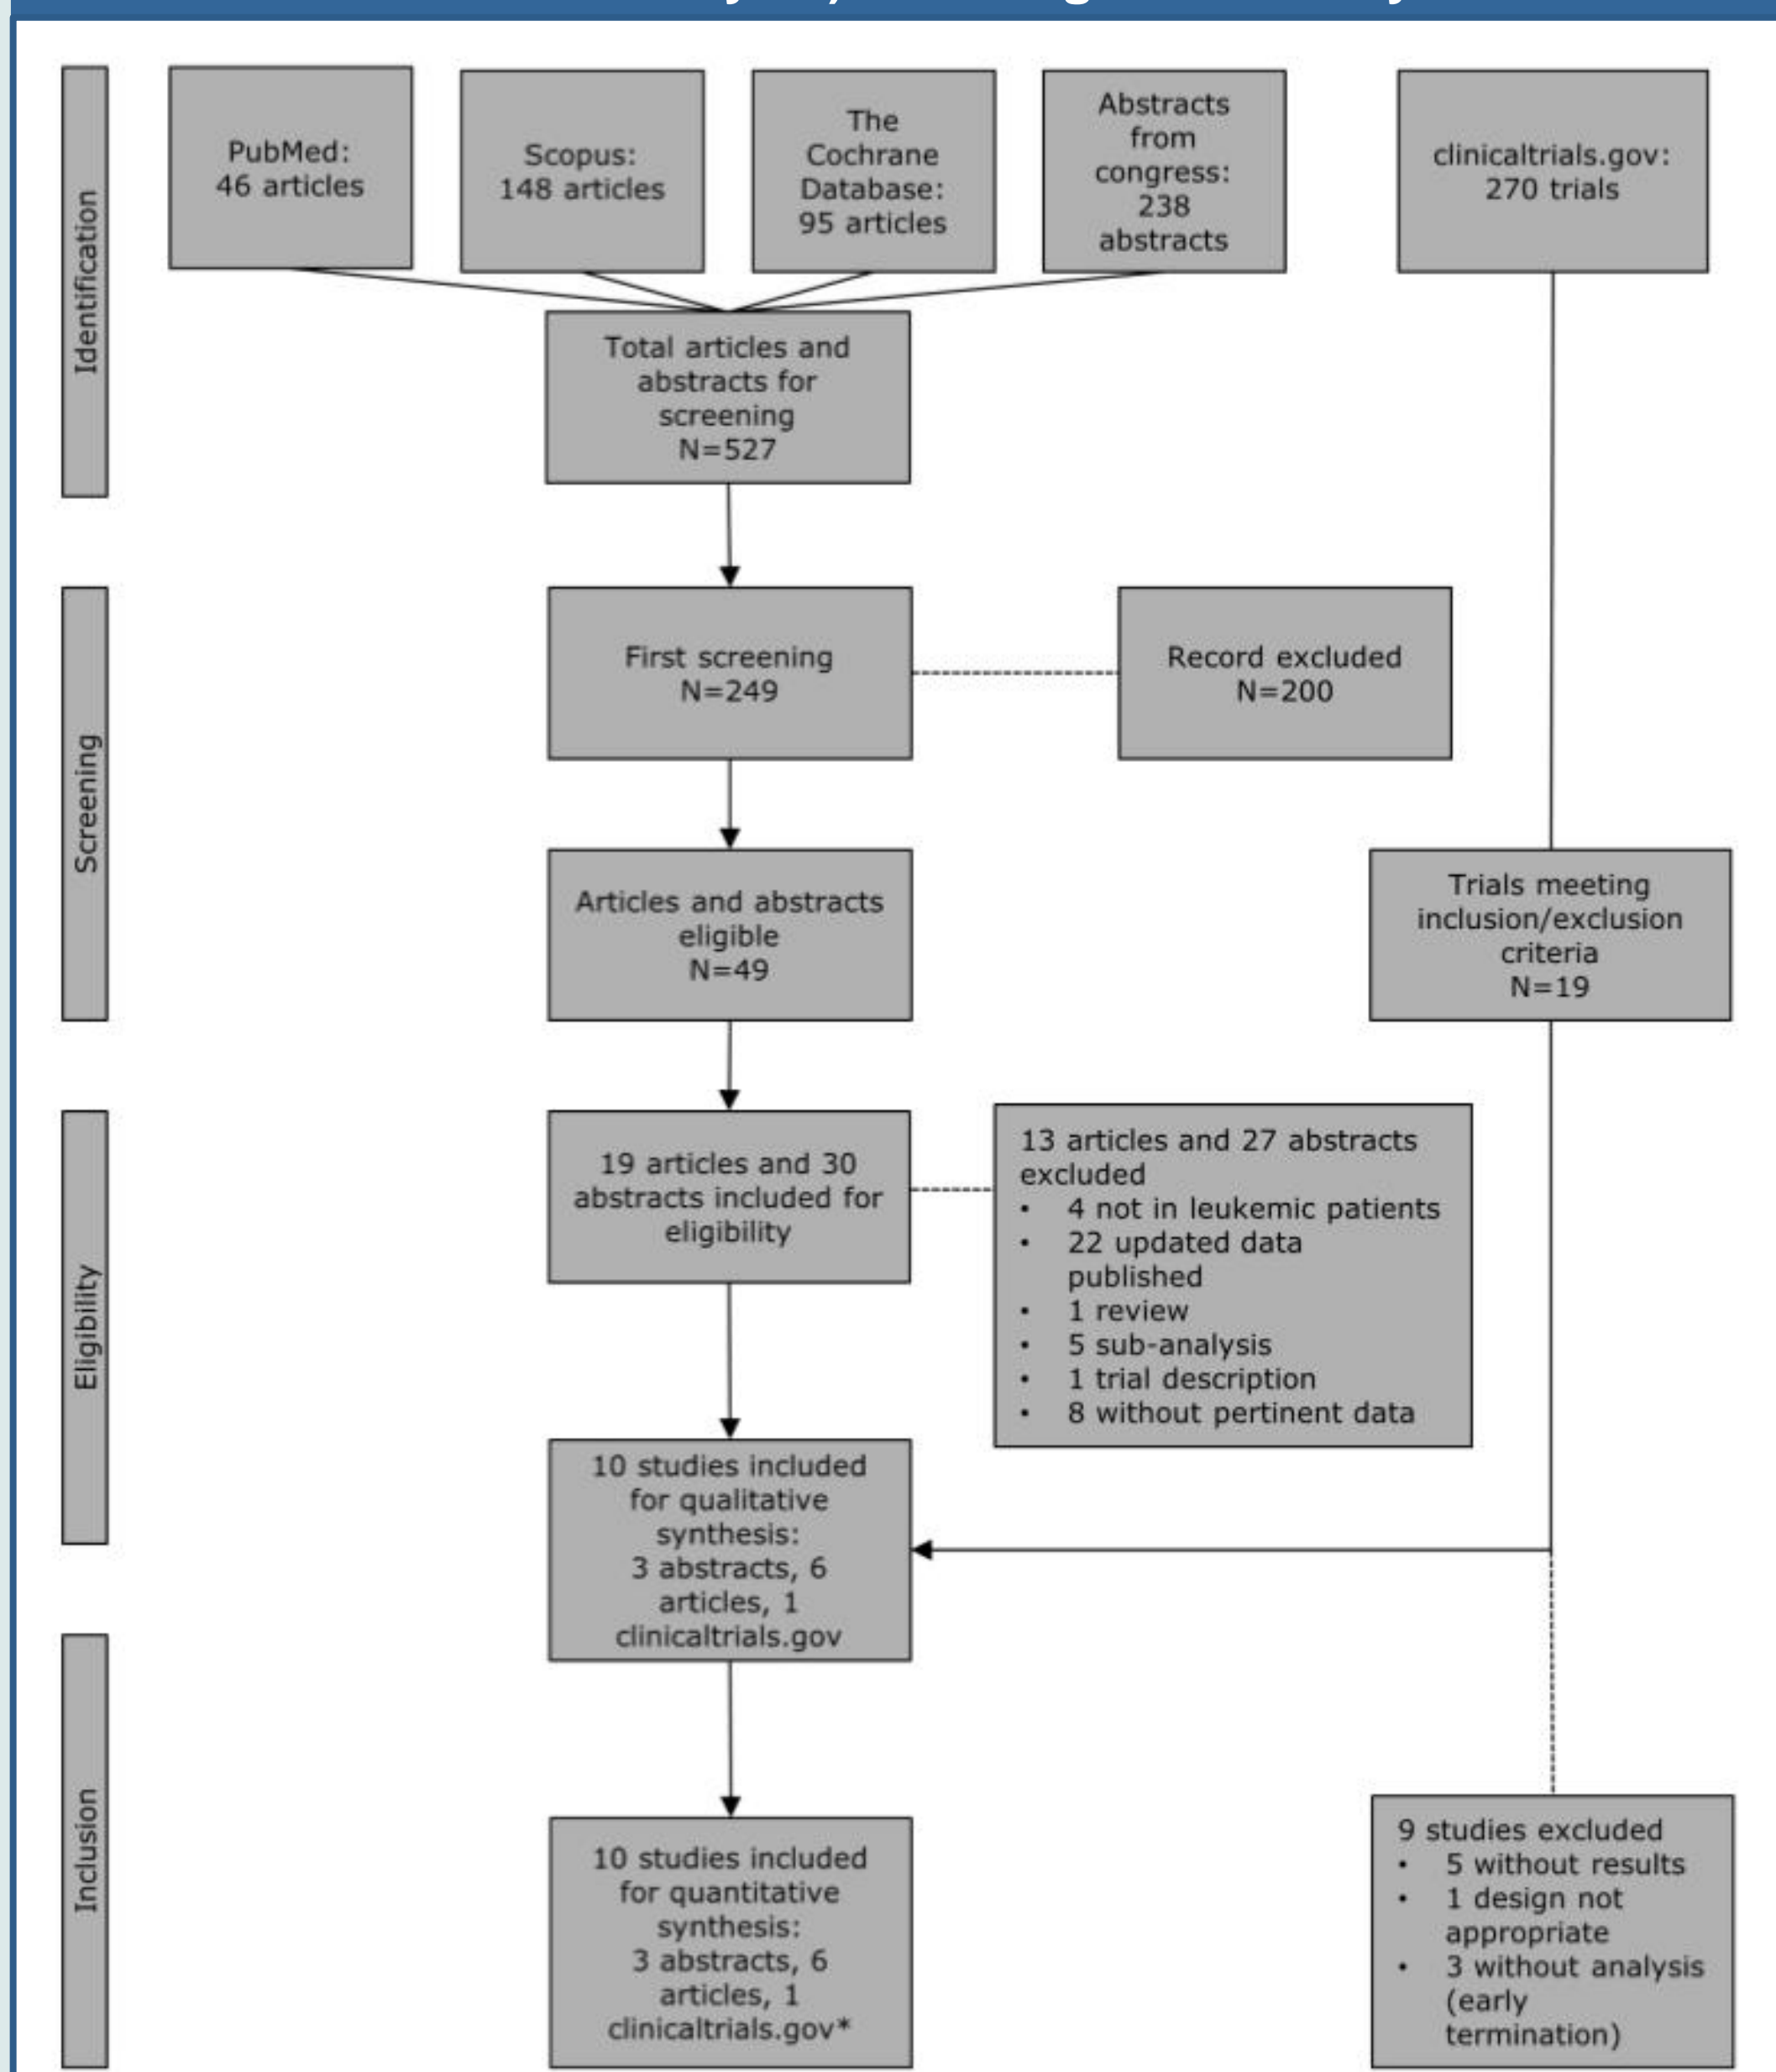 Identification
PubMed:
46 articles
Scopus:
148 articles
The
Cochrane
Database:
95 articles
Abstracts
from
congress:
238
abstracts
clinicaltrials.gov:
270 trials
Total articles and
abstracts for
screening
N=527
Screening
First screening
N=249
Record excluded
N=200
Articles and abstracts
eligible
N=49
Trials meeting
inclusion/exclusion
criteria
N=19
Eligibility
19 articles and 30
abstracts included for
eligibility
13 articles and 27 abstracts
excluded
• 4 not in leukemic patients
• 22 updated data
published
• 1 review
• 5 sub-analysis
• 1 trial description
• 8 without pertinent data
10 studies included
for qualitative
synthesis:
3 abstracts, 6
articles, 1
clinicaltrials.gov
Inclusion
10 studies included
for quantitative
synthesis:
3 abstracts, 6
articles, 1
clinicaltrials.gov*
9 studies excluded
• 5 without results
• 1 design not
appropriate
• 3 without analysis
(early
termination)